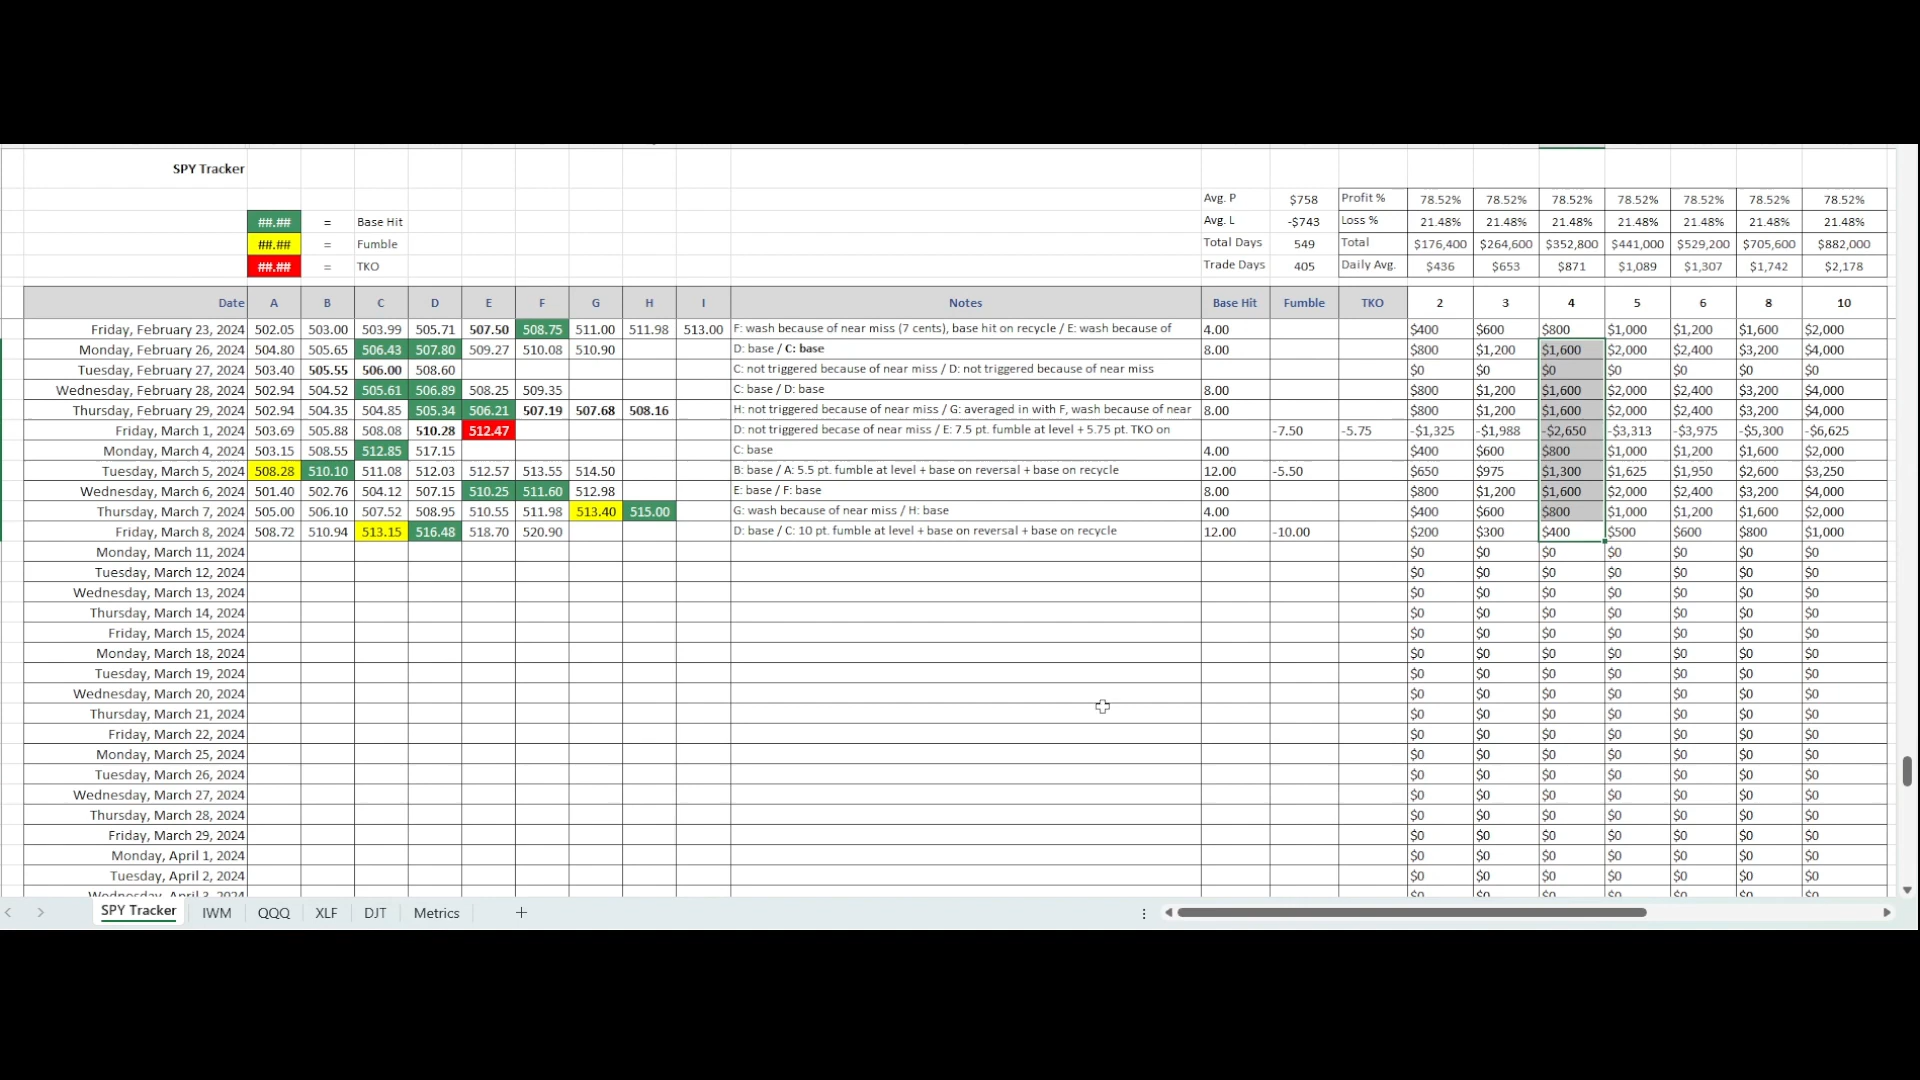 SPY Tracker
Avg. P $758 Profit % 78.52% 78.52% 78.52% 78.52% 78.52% 78.52% 78.52%
##.## = Base Hit Avg. L -$743 Loss % 21.48% 21.48% 21.48% 21.48% 21.48% 21.48% 21.48%
##.## = Fumble Total Days 549 Total $176,400 $264,600 $352,800 $441,000 $529,200 $705,600 $882,000
##.## = TKO Trade Days 405 Daily Avg. $436 $653 $871 $1,089 $1,307 $1,742 $2,178
Date A B C D E F G H I Notes Base Hit Fumble TKO 2 3 4 5 6 8 10
Friday, February 23, 2024 502.05 503.00 503.99 505.71 507.50 508.75 511.00 511.98 513.00 F: wash because of near miss (7 cents), base hit on recycle / E: wash because of 4.00 $400 $600 $800 $1,000 $1,200 $1,600 $2,000
Monday, February 26, 2024 504.80 505.65 506.43 507.80 509.27 510.08 510.90 D: base / C: base 8.00 $800 $1,200 $1,600 $2,000 $2,400 $3,200 $4,000
Tuesday, February 27, 2024 503.40 505.55 506.00 508.60 C: not triggered because of near miss / D: not triggered because of near miss $0 $0 $0 $0 $0 $0 $0
Wednesday, February 28, 2024 502.94 504.52 505.61 506.89 508.25 509.35 C: base / D: base 8.00 $800 $1,200 $1,600 $2,000 $2,400 $3,200 $4,000
Thursday, February 29, 2024 502.94 504.35 504.85 505.34 506.21 507.19 507.68 508.16 H: not triggered because of near miss / G: averaged in with F, wash because of near 8.00 $800 $1,200 $1,600 $2,000 $2,400 $3,200 $4,000
Friday, March 1, 2024 503.69 505.88 508.08 510.28 512.47 D: not triggered becase of near miss / E: 7.5 pt. fumble at level + 5.75 pt. TKO on -7.50 -5.75 -$1,325 -$1,988 -$2,650 -$3,313 -$3,975 -$5,300 -$6,625
Monday, March 4, 2024 503.15 508.55 512.85 517.15 C: base 4.00 $400 $600 $800 $1,000 $1,200 $1,600 $2,000
Tuesday, March 5, 2024 508.28 510.10 511.08 512.03 512.57 513.55 514.50 B: base / A: 5.5 pt. fumble at level + base on reversal + base on recycle 12.00 -5.50 $650 $975 $1,300 $1,625 $1,950 $2,600 $3,250
Wednesday, March 6, 2024 501.40 502.76 504.12 507.15 510.25 511.60 512.98 E: base / F: base 8.00 $800 $1,200 $1,600 $2,000 $2,400 $3,200 $4,000
Thursday, March 7, 2024 505.00 506.10 507.52 508.95 510.55 511.98 513.40 515.00 G: wash because of near miss / H: base 4.00 $400 $600 $800 $1,000 $1,200 $1,600 $2,000
Friday, March 8, 2024 508.72 510.94 513.15 516.48 518.70 520.90 D: base / C: 10 pt. fumble at level + base on reversal + base on recycle 12.00 -10.00 $200 $300 $400 $500 $600 $800 $1,000
Monday, March 11, 2024 $0 $0 $0 $0 $0 $0 $0
Tuesday, March 12, 2024 $0 $0 $0 $0 $0 $0 $0
Wednesday, March 13, 2024 $0 $0 $0 $0 $0 $0 $0
Thursday, March 14, 2024 $0 $0 $0 $0 $0 $0 $0
Friday, March 15, 2024 $0 $0 $0 $0 $0 $0 $0
Monday, March 18, 2024 $0 $0 $0 $0 $0 $0 $0
Tuesday, March 19, 2024 $0 $0 $0 $0 $0 $0 $0
Wednesday, March 20, 2024 $0 $0 $0 $0 $0 $0 $0
Thursday, March 21, 2024 $0 $0 $0 $0 $0 $0 $0
Friday, March 22, 2024 $0 $0 $0 $0 $0 $0 $0
Monday, March 25, 2024 $0 $0 $0 $0 $0 $0 $0
Tuesday, March 26, 2024 $0 $0 $0 $0 $0 $0 $0
Wednesday, March 27, 2024 $0 $0 $0 $0 $0 $0 $0
Thursday, March 28, 2024 $0 $0 $0 $0 $0 $0 $0
Friday, March 29, 2024 $0 $0 $0 $0 $0 $0 $0
Monday, April 1, 2024 $0 $0 $0 $0 $0 $0 $0
Tuesday, April 2, 2024 $0 $0 $0 $0 $0 $0 $0
Wednesday, April 3, 2024 $0 $0 $0 $0 $0 $0 $0
SPY Tracker IWM QQQ XLF DJT Metrics +